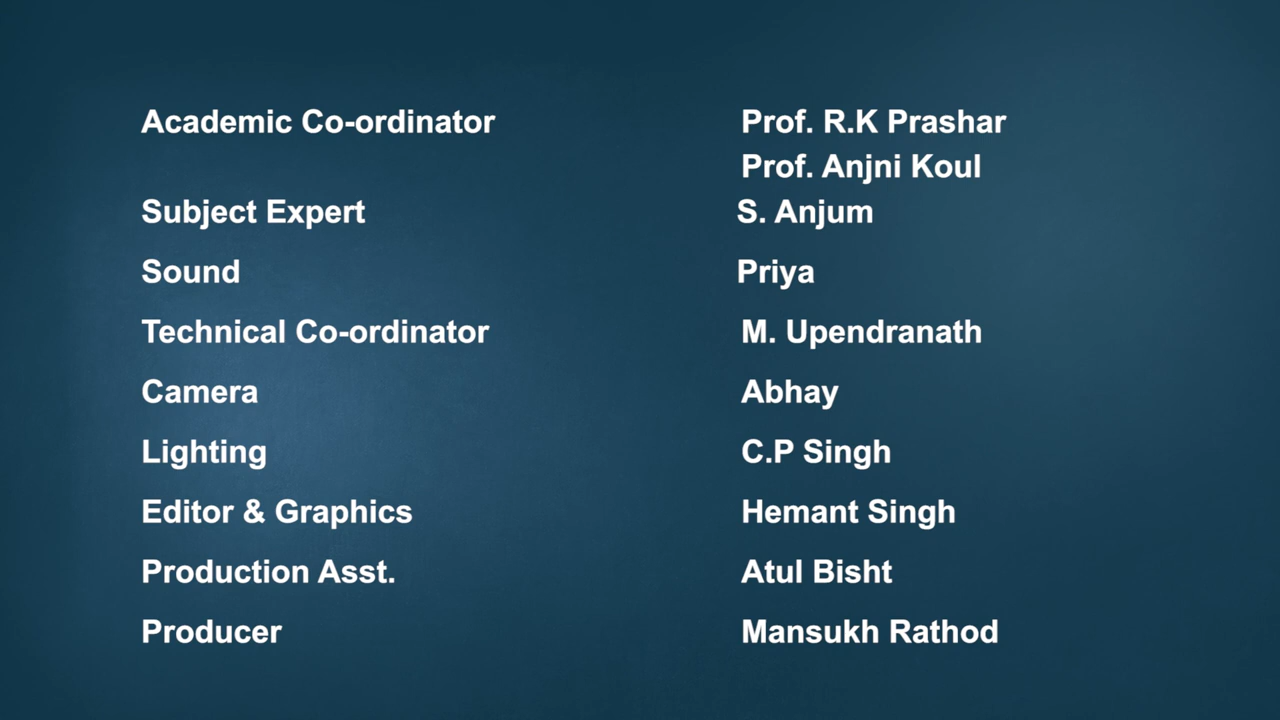 Academic Co-ordinator Prof. R.K Prashar
Prof. Anjni Koul
Subject Expert S. Anjum
Sound Priya
Technical Co-ordinator M. Upendranath
Camera Abhay
Lighting C.P Singh
Editor & Graphics Hemant Singh
Production Asst. Atul Bisht
Producer Mansukh Rathod